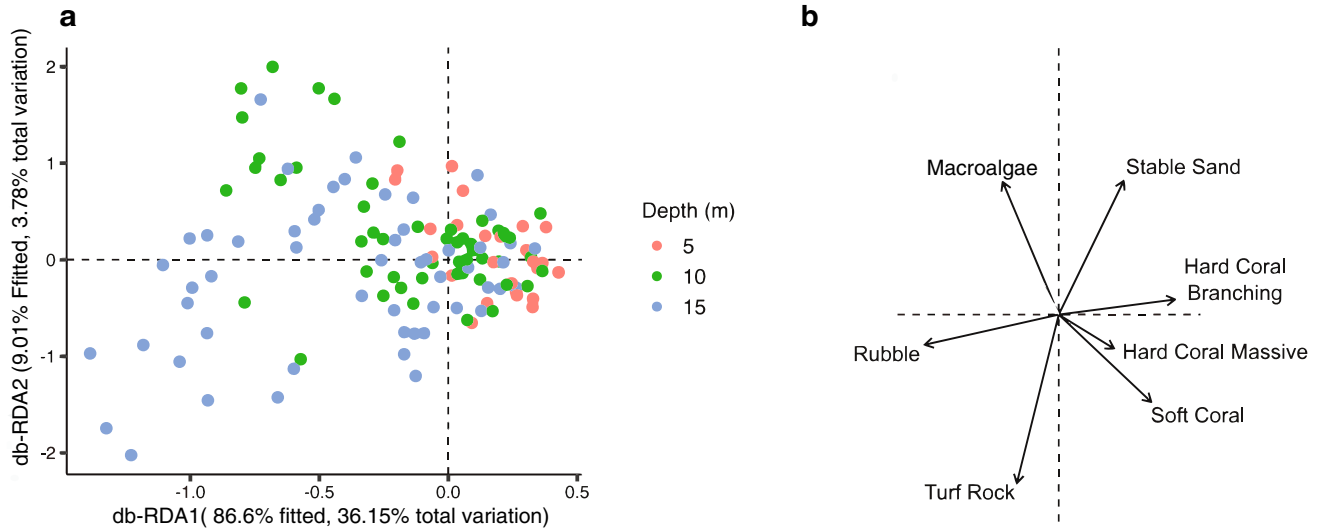 a
b
db-RDA2 (9.01% Ffitted, 3.78% total variation)
2
1
0
-1
-2
-1.0
-0.5
0.0
0.5
db-RDA1( 86.6% fitted, 36.15% total variation)
Depth (m)
5
10
15
Macroalgae
Stable Sand
Hard Coral
Branching
Rubble
Hard Coral Massive
Soft Coral
Turf Rock